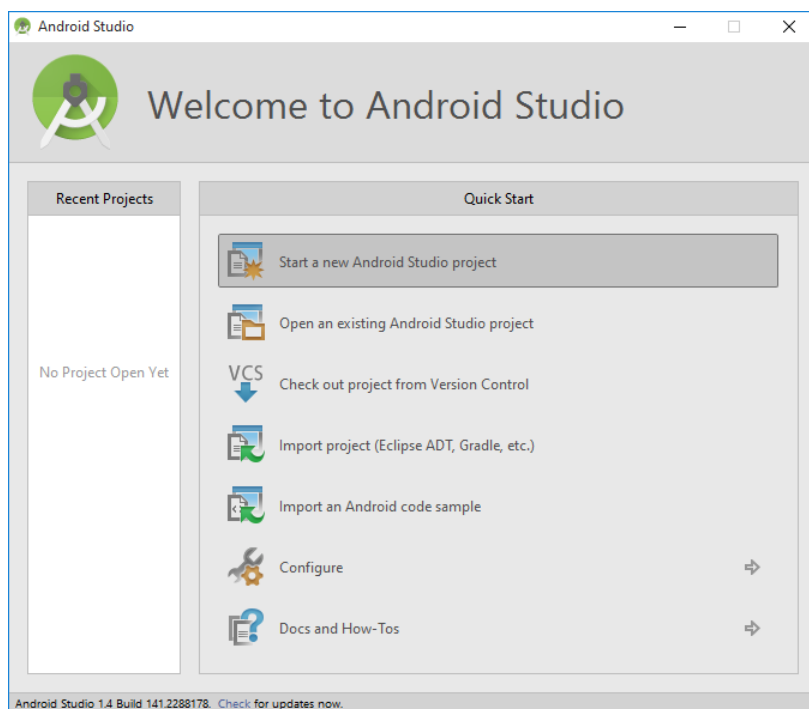 Android Studio
Welcome to Android Studio
Recent Projects
No Project Open Yet
Quick Start
Start a new Android Studio project
Open an existing Android Studio project
VCS
Check out project from Version Control
Import project (Eclipse ADT, Gradle, etc.)
Import an Android code sample
Configure
Docs and How-Tos
Android Studio 1.4 Build 141.2288178. Check for updates now.